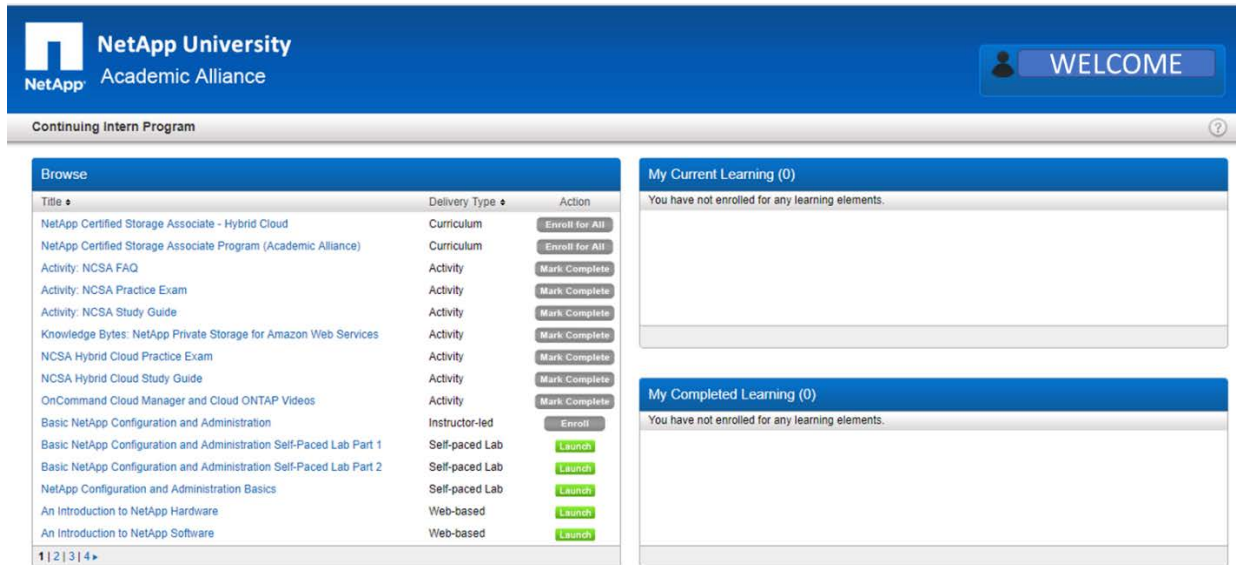 NetApp University
Academic Alliance
NetApp
WELCOME
Continuing Intern Program
?
Browse
Title Delivery Type Action
NetApp Certified Storage Associate - Hybrid Cloud Curriculum Enroll for All
NetApp Certified Storage Associate Program (Academic Alliance) Curriculum Enroll for All
Activity: NCSA FAQ Activity Mark Complete
Activity: NCSA Practice Exam Activity Mark Complete
Activity: NCSA Study Guide Activity Mark Complete
Knowledge Bytes: NetApp Private Storage for Amazon Web Services Activity Mark Complete
NCSA Hybrid Cloud Practice Exam Activity Mark Complete
NCSA Hybrid Cloud Study Guide Activity Mark Complete
OnCommand Cloud Manager and Cloud ONTAP Videos Activity Mark Complete
Basic NetApp Configuration and Administration Instructor-led Enroll
Basic NetApp Configuration and Administration Self-Paced Lab Part 1 Self-paced Lab Launch
Basic NetApp Configuration and Administration Self-Paced Lab Part 2 Self-paced Lab Launch
NetApp Configuration and Administration Basics Self-paced Lab Launch
An Introduction to NetApp Hardware Web-based Launch
An Introduction to NetApp Software Web-based Launch
1 | 2 | 3 | 4
My Current Learning (0)
You have not enrolled for any learning elements.
My Completed Learning (0)
You have not enrolled for any learning elements.